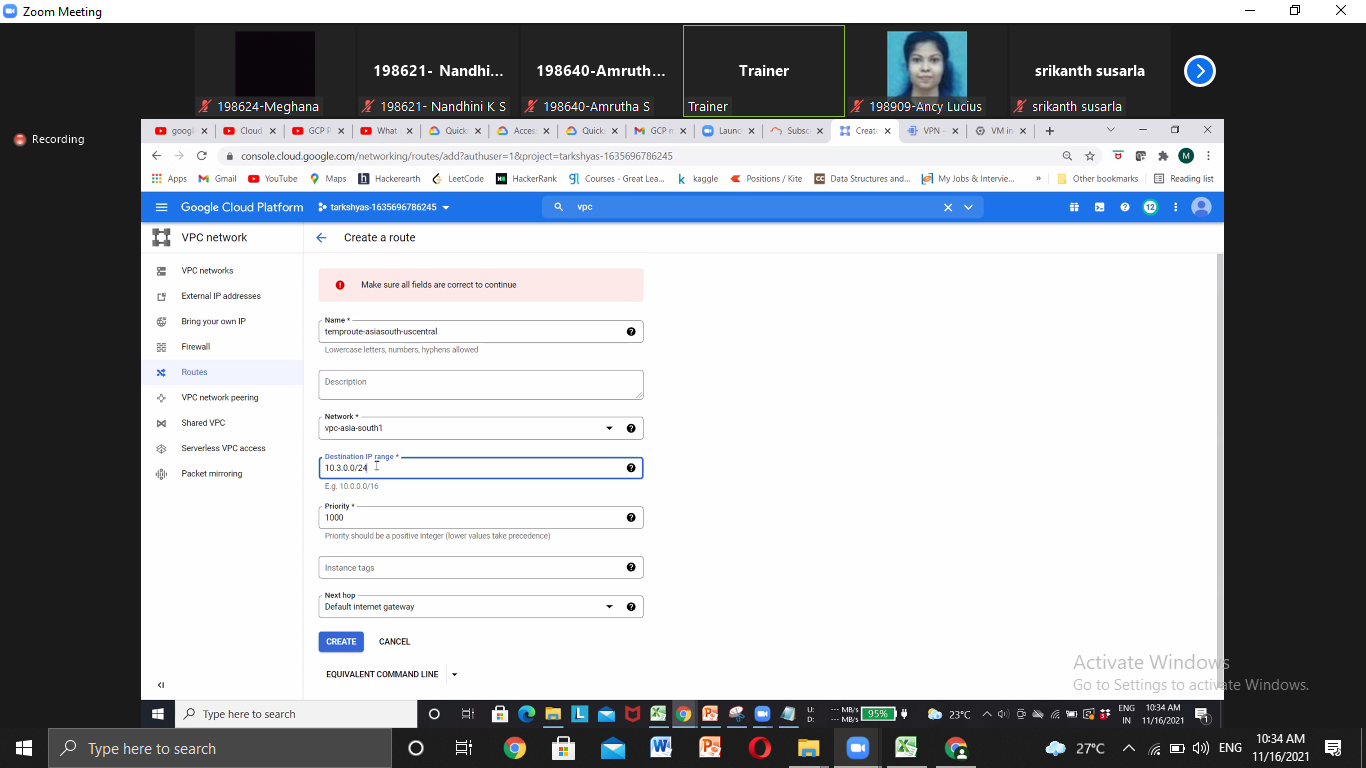 Zoom Meeting
198621- Nandhi...
198640-Amruth...
Trainer
srikanth susarla
198624-Meghana
198621- Nandhini K S
198640-Amrutha S
Trainer
198909-Ancy Lucius
srikanth susarla
Recording
googl
Cloud
GCP P
What
Quick
Acces
Quick
GCP n
Launc
Subsc
Creat
VPN -
VM in
console.cloud.google.com/networking/routes/add?authuser=1&project=tarkshyas-1635696786245
M
Apps
Gmail
YouTube
Maps
Hackerearth
LeetCode
HackerRank
Courses - Great Lea...
kaggle
Positions / Kite
Data Structures and...
My Jobs & Intervie...
»
Other bookmarks
Reading list
Google Cloud Platform
tarkshyas-1635696786245
vpc
12
VPC network
Create a route
VPC networks
External IP addresses
Bring your own IP
Firewall
Routes
VPC network peering
Shared VPC
Serverless VPC access
Packet mirroring
Make sure all fields are correct to continue
Name *
temproute-asiasouth-uscentral
Lowercase letters, numbers, hyphens allowed
Description
Network *
vpc-asia-south1
Destination IP range *
10.3.0.0/24
E.g. 10.0.0.0/16
Priority *
1000
Priority should be a positive integer (lower values take precedence)
Instance tags
Next hop
Default internet gateway
CREATE
CANCEL
EQUIVALENT COMMAND LINE
Activate Windows
Go to Settings to activate Windows.
Type here to search
U:
D:
--- MB/s
--- MB/s
95%
23°C
ENG
IN
10:34 AM
11/16/2021
1
Type here to search
27°C
ENG
10:34 AM
11/16/2021